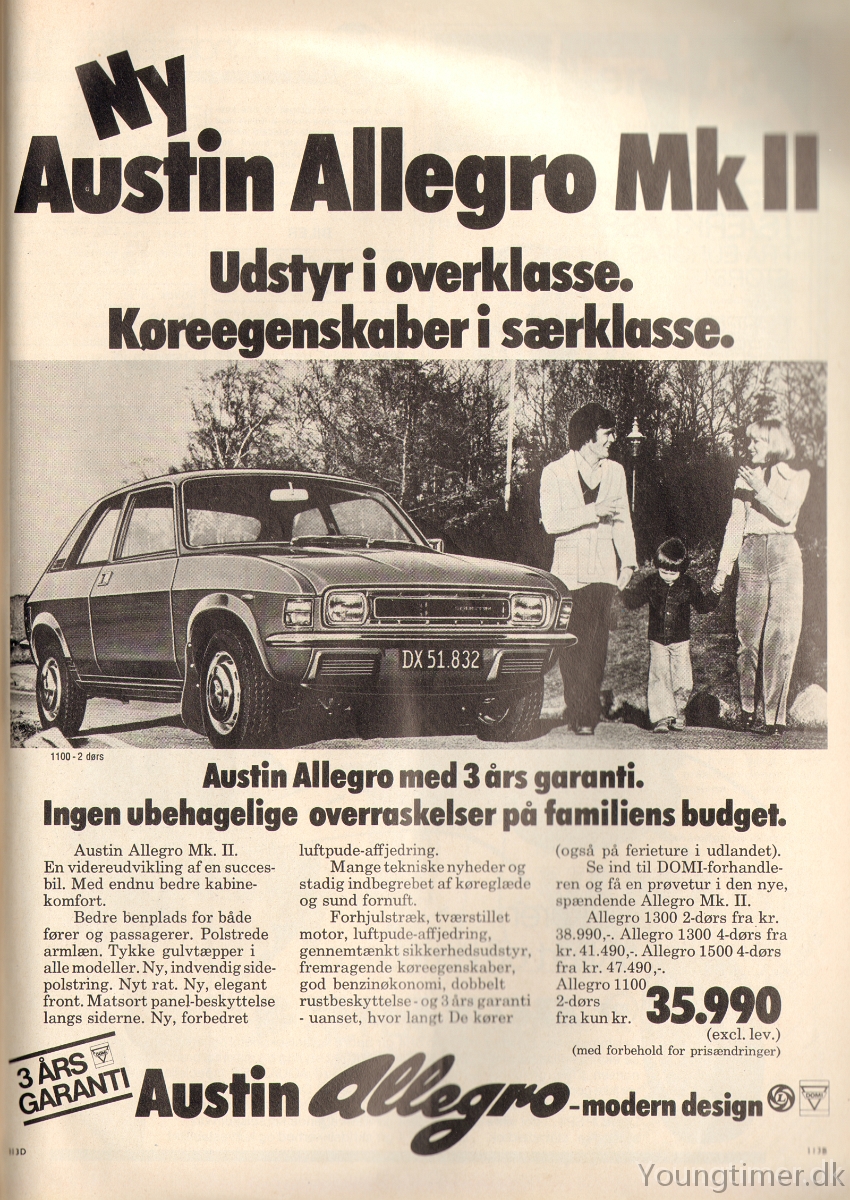 Ny
Austin Allegro Mk II
Udstyr i overklasse.
Køreegenskaber i særklasse.
DX 51.832
1100 - 2 dørs
Austin Allegro med 3 års garanti.
Ingen ubehagelige overraskelser på familiens budget.
Austin Allegro Mk. II.
En videreudvikling af en succes-
bil. Med endnu bedre kabine-
komfort.
Bedre benplads for både
fører og passagerer. Polstrede
armlæn. Tykke gulvtæpper i
alle modeller. Ny, indvendig side-
polstring. Nyt rat. Ny, elegant
front. Matsort panel-beskyttelse
langs siderne. Ny, forbedret
luftpude-affjedring.
Mange tekniske nyheder og
stadig indbegrebet af køreglæde
og sund fornuft.
Forhjulstræk, tværstillet
motor, luftpude-affjedring,
gennemtænkt sikkerhedsudstyr,
fremragende køreegenskaber,
god benzinøkonomi, dobbelt
rustbeskyttelse - og 3 års garanti
- uanset, hvor langt De kører
(også på ferieture i udlandet).
Se ind til DOMI-forhandle-
ren og få en prøvetur i den nye,
spændende Allegro Mk. II.
Allegro 1300 2-dørs fra kr.
38.990,-. Allegro 1300 4-dørs fra
kr. 41.490,-. Allegro 1500 4-dørs
fra kr. 47.490,-.
Allegro 1100
2-dørs
fra kun kr. 35.990
(excl. lev.)
(med forbehold for prisændringer)
3 ÅRS
GARANTI
Austin Allegro - modern design
DOMI
113D
113B
Youngtimer.dk